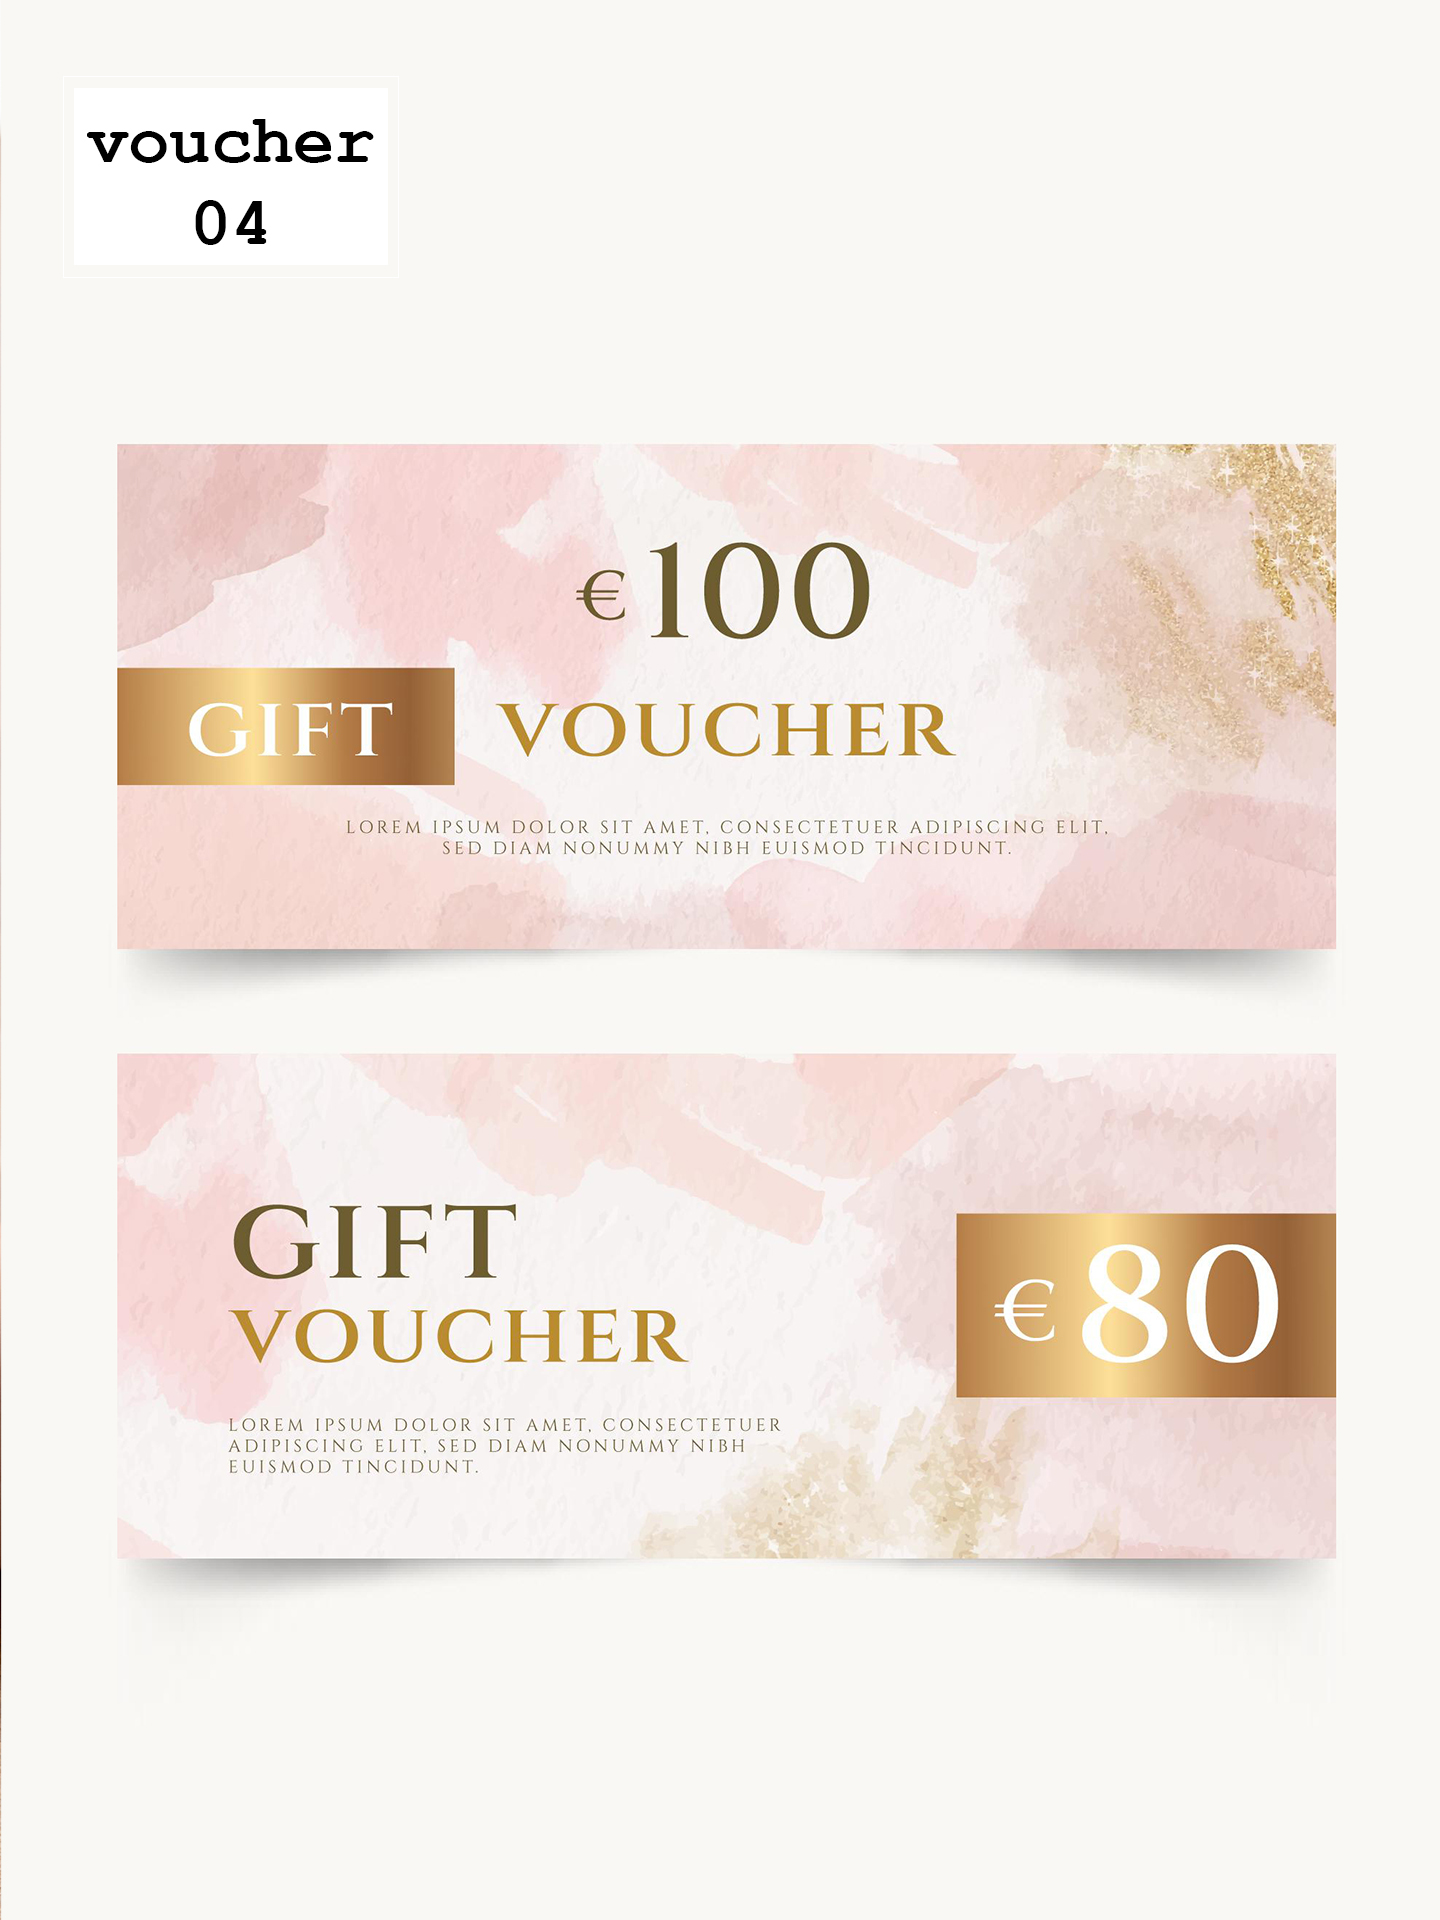 voucher
04
€100
GIFT VOUCHER
LOREM IPSUM DOLOR SIT AMET, CONSECTETUER ADIPISCING ELIT,
SED DIAM NONUMMY NIBH EUISMOD TINCIDUNT.
GIFT
VOUCHER
€80
LOREM IPSUM DOLOR SIT AMET, CONSECTETUER
ADIPISCING ELIT, SED DIAM NONUMMY NIBH
EUISMOD TINCIDUNT.